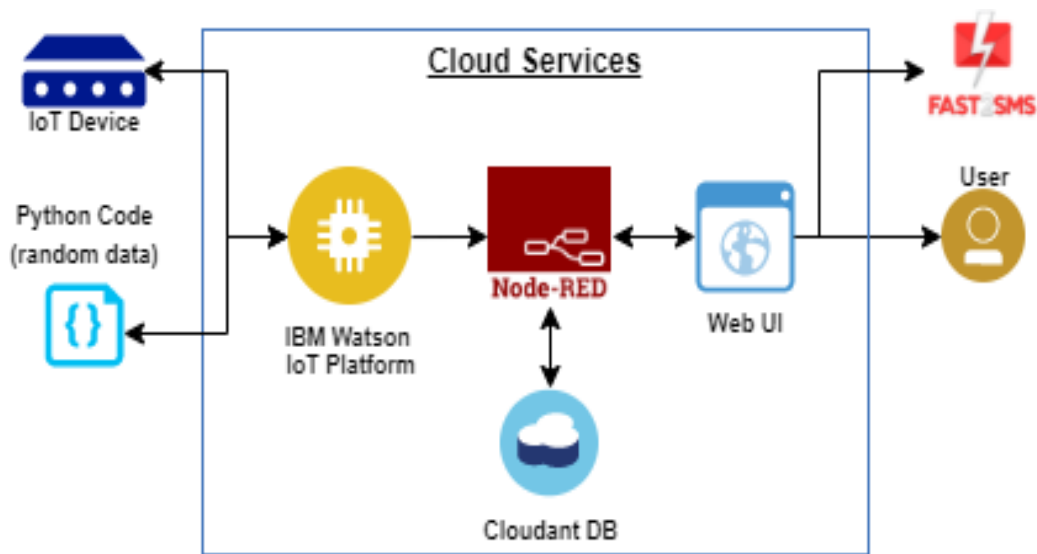 Cloud Services
IoT Device
FAST2SMS
Python Code
(random data)
User
Node-RED
IBM Watson
IoT Platform
Web UI
Cloudant DB